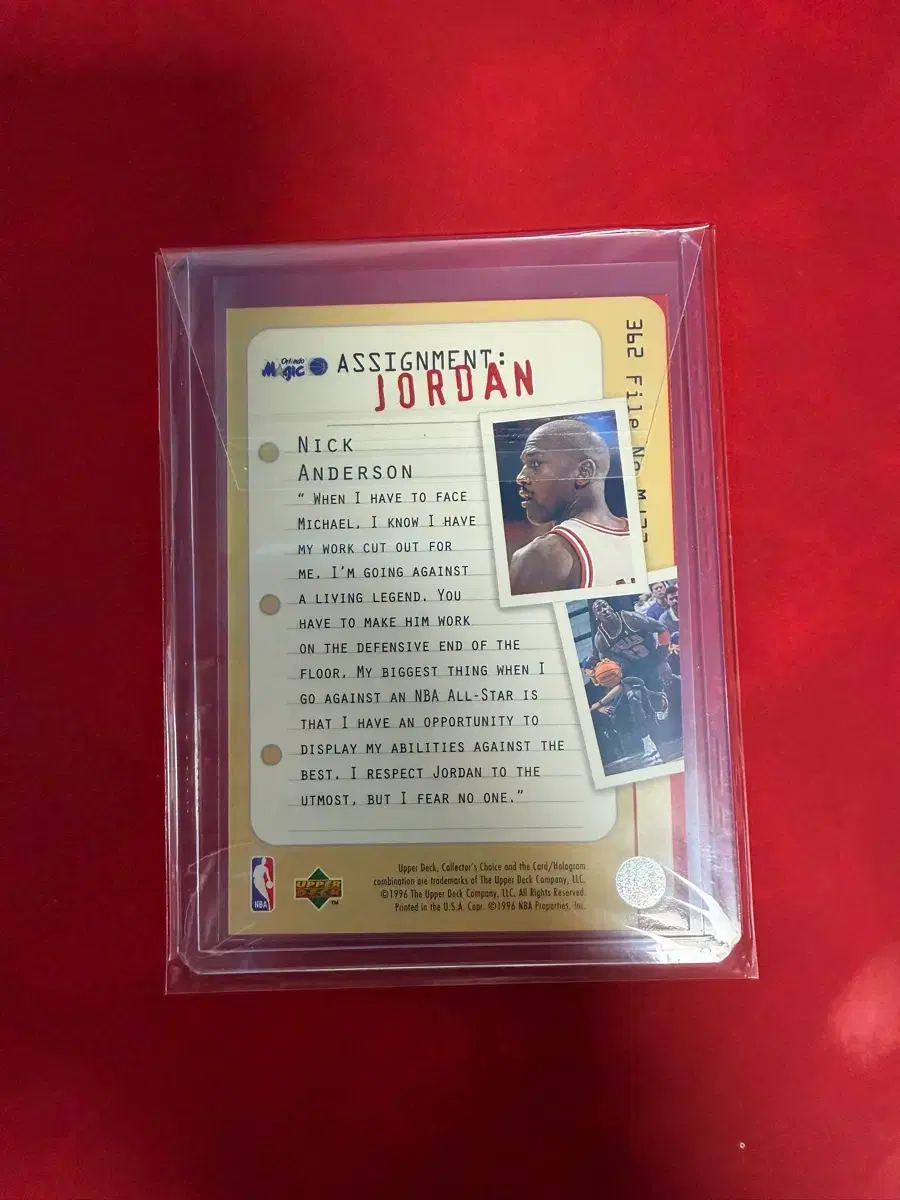 Orlando
Magic
ASSIGNMENT:
JORDAN
362 File No
NICK
ANDERSON
" WHEN I HAVE TO FACE
MICHAEL, I KNOW I HAVE
MY WORK CUT OUT FOR
ME. I'M GOING AGAINST
A LIVING LEGEND. YOU
HAVE TO MAKE HIM WORK
ON THE DEFENSIVE END OF THE
FLOOR. MY BIGGEST THING WHEN I
GO AGAINST AN NBA ALL-STAR IS
THAT I HAVE AN OPPORTUNITY TO
DISPLAY MY ABILITIES AGAINST THE
BEST. I RESPECT JORDAN TO THE
UTMOST, BUT I FEAR NO ONE."
NBA
UPPER
DECK
TM
Upper Deck, Collector's Choice and the Card/Hologram
combination are trademarks of The Upper Deck Company, LLC.
©1996 The Upper Deck Company, LLC. All Rights Reserved.
Printed in the U.S.A. Copr. ©1996 NBA Properties, Inc.